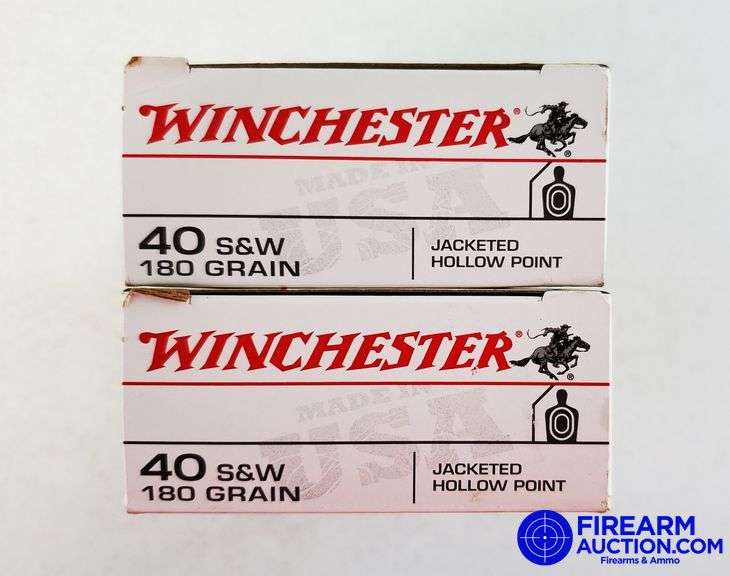 WINCHESTER®
MADE IN
USA
40 S&W
180 GRAIN
JACKETED
HOLLOW POINT
WINCHESTER®
MADE IN
USA
40 S&W
180 GRAIN
JACKETED
HOLLOW POINT
FIREARM
AUCTION.COM
Firearms & Ammo